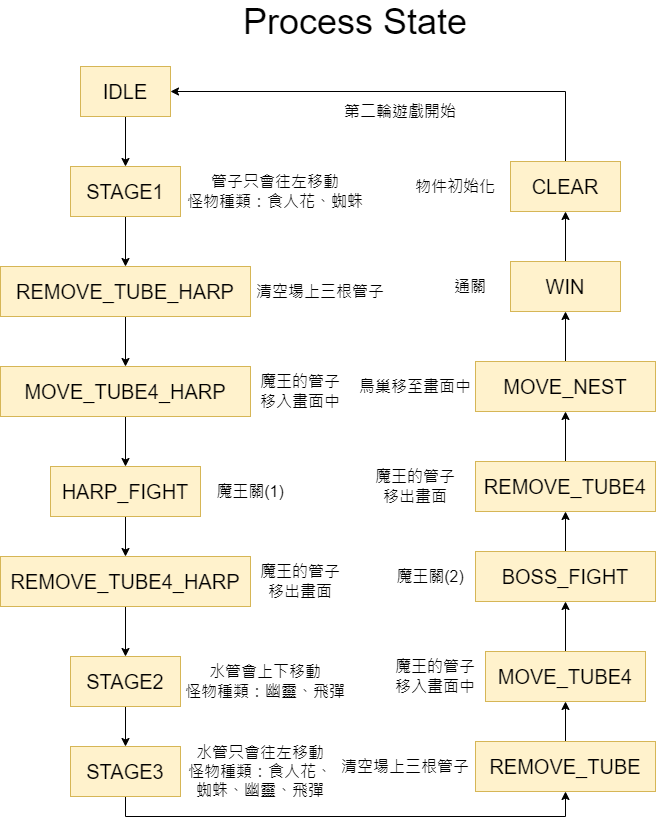 Process State
IDLE
第二輪遊戲開始
STAGE1
管子只會往左移動
怪物種類：食人花、蜘蛛
REMOVE_TUBE_HARP
清空場上三根管子
MOVE_TUBE4_HARP
魔王的管子
移入畫面中
HARP_FIGHT
魔王關(1)
REMOVE_TUBE4_HARP
魔王的管子
移出畫面
STAGE2
水管會上下移動
怪物種類：幽靈、飛彈
STAGE3
水管只會往左移動
怪物種類：食人花、
蜘蛛、幽靈、飛彈
清空場上三根管子
REMOVE_TUBE
魔王的管子
移入畫面中
MOVE_TUBE4
魔王關(2)
BOSS_FIGHT
魔王的管子
移出畫面
REMOVE_TUBE4
鳥巢移至畫面中
MOVE_NEST
通關
WIN
物件初始化
CLEAR